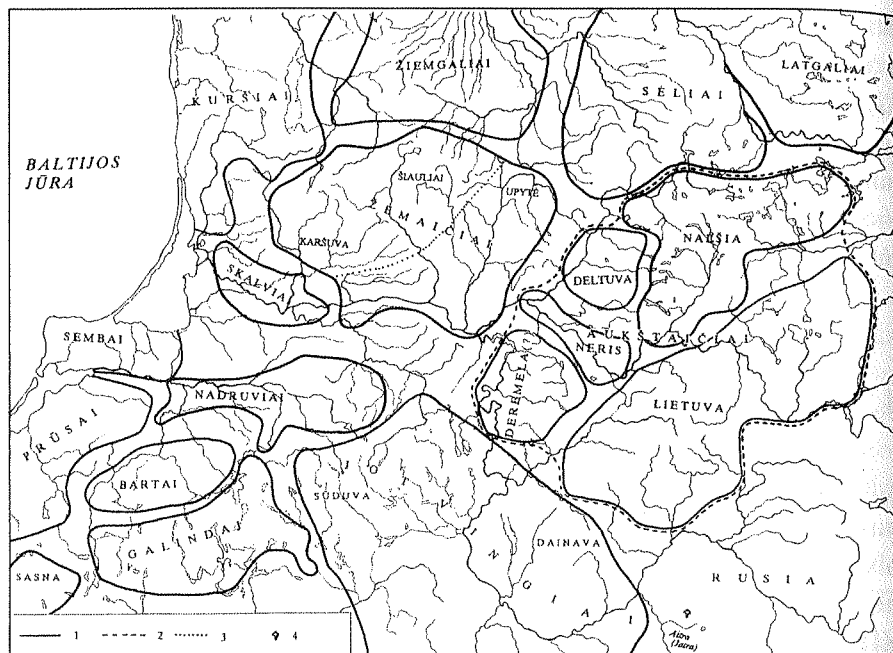 ŽIEMGALIAI
LATGALIAI
SĖLIAI
KURŠIAI
BALTIJOS
JŪRA
ŠIAULIAI
UPYTĖ
ŽEMAIČIAI
KARŠUVA
NALŠIA
SKALVIAI
DELTUVA
SEMBAI
AUKŠTAIČIAI
NERIS
DEREMELA
NADRUVIAI
LIETUVA
PRŪSAI
BARTAI
SŪDUVA
JOTVINGIAI
GALINDAI
DAINAVA
SASNA
RUSIA
Aitra
(Jatra)
1 2 3 4